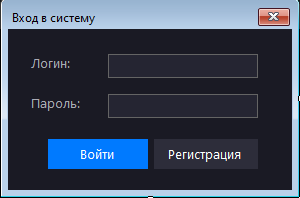 Вход в систему
Логин:
Пароль:
Войти
Регистрация